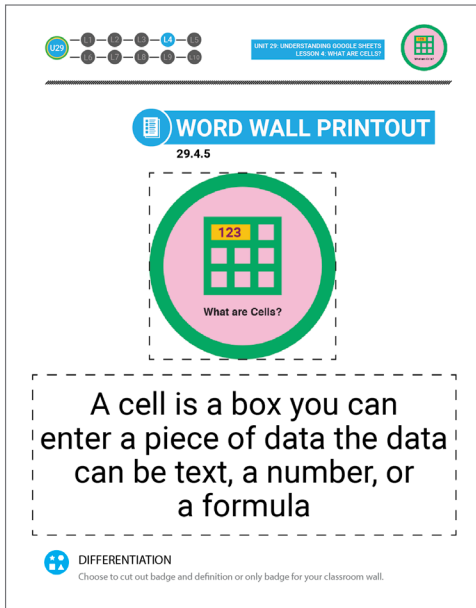 U29
L1 L2 L3 L4 L5
L6 L7 L8 L9 L10
UNIT 29: UNDERSTANDING GOOGLE SHEETS
LESSON 4: WHAT ARE CELLS?
WORD WALL PRINTOUT
29.4.5
123
What are Cells?
A cell is a box you can
enter a piece of data the data
can be text, a number, or
a formula
DIFFERENTIATION
Choose to cut out badge and definition or only badge for your classroom wall.